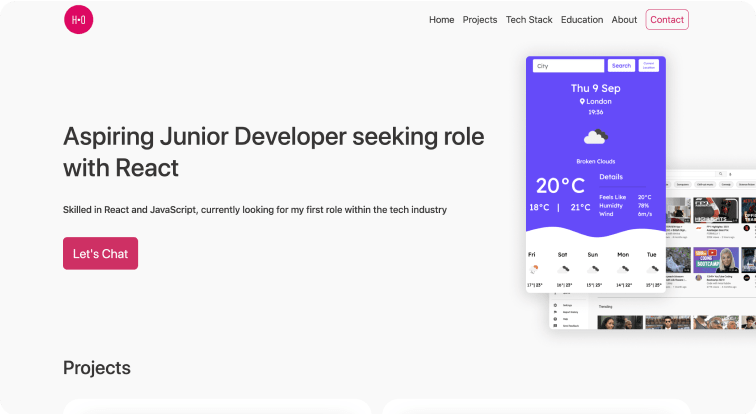 H•O
Home Projects Tech Stack Education About Contact
City Search Current Location
Thu 9 Sep
London
19:36
Broken Clouds
20°C
18°C | 21°C
Details
Feels Like 20°C
Humidty 78%
Wind 6m/s
Fri Sat Sun Mon Tue
17°| 23° 16°| 23° 15°| 23° 14°| 22° 15°| 23°
Aspiring Junior Developer seeking role
with React
Skilled in React and JavaScript, currently looking for my first role within the tech industry
Let's Chat
Trending
Projects